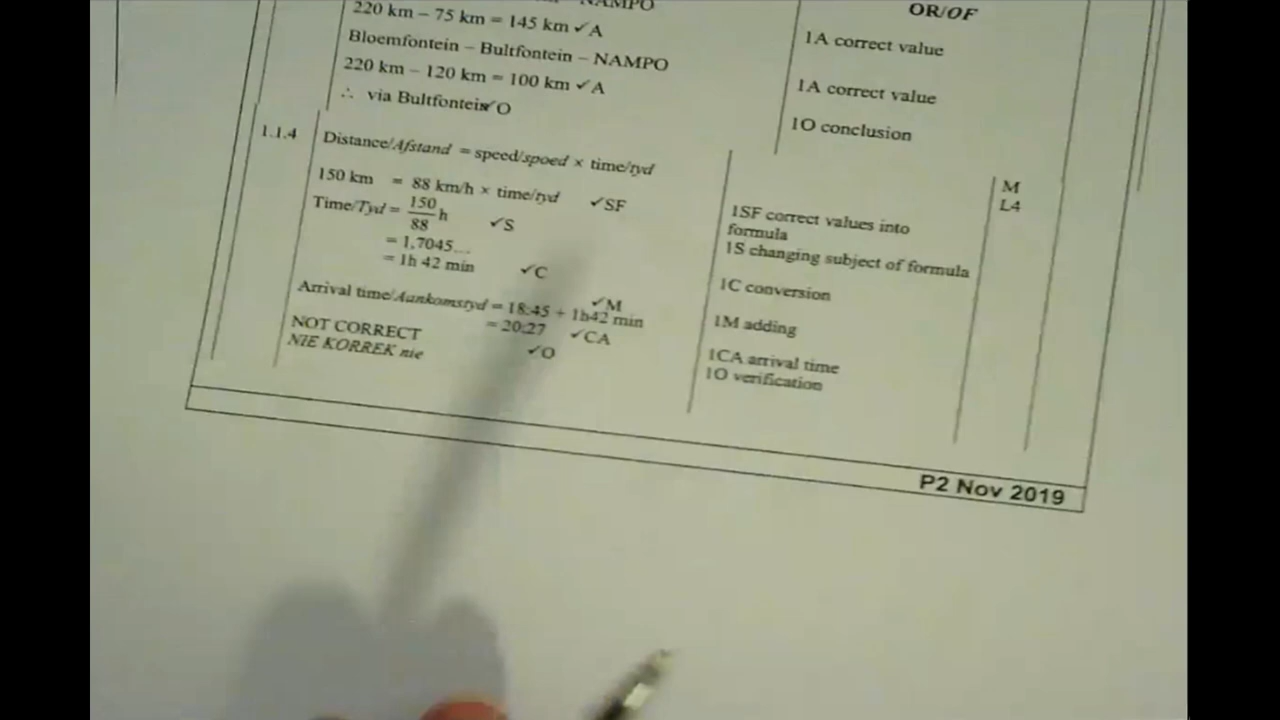 NAMPO
220 km – 75 km = 145 km ✓A
Bloemfontein – Bultfontein – NAMPO
220 km – 120 km = 100 km ✓A
∴ via Bultfontein ✓O
OR/OF
1A correct value
1A correct value
1O conclusion
1.1.4
Distance/Afstand = speed/spoed × time/tyd
150 km = 88 km/h × time/tyd ✓SF
Time/Tyd = 150/88 h ✓S
= 1,7045...
= 1h 42 min ✓C
Arrival time/Aankomstyd = 18:45 + 1h42 min ✓M
= 20:27 ✓CA
NOT CORRECT ✓O
NIE KORREK nie
1SF correct values into
formula
1S changing subject of formula
1C conversion
1M adding
1CA arrival time
1O verification
M
L4
P2 Nov 2019